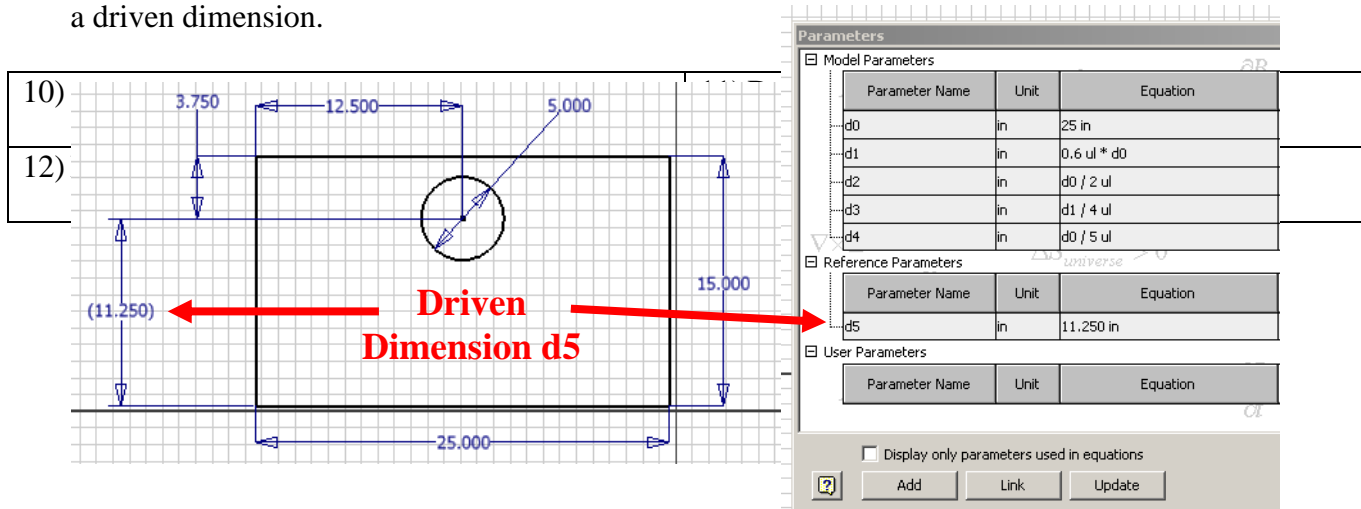 a driven dimension.
10)
12)
3.750
12.500
5.000
(11.250)
15.000
25.000
Driven
Dimension d5
Parameters
Model Parameters
Parameter Name Unit Equation
d0 in 25 in
d1 in 0.6 ul * d0
d2 in d0 / 2 ul
d3 in d1 / 4 ul
d4 in d0 / 5 ul
Reference Parameters
Parameter Name Unit Equation
d5 in 11.250 in
User Parameters
Parameter Name Unit Equation
Display only parameters used in equations
Add Link Update